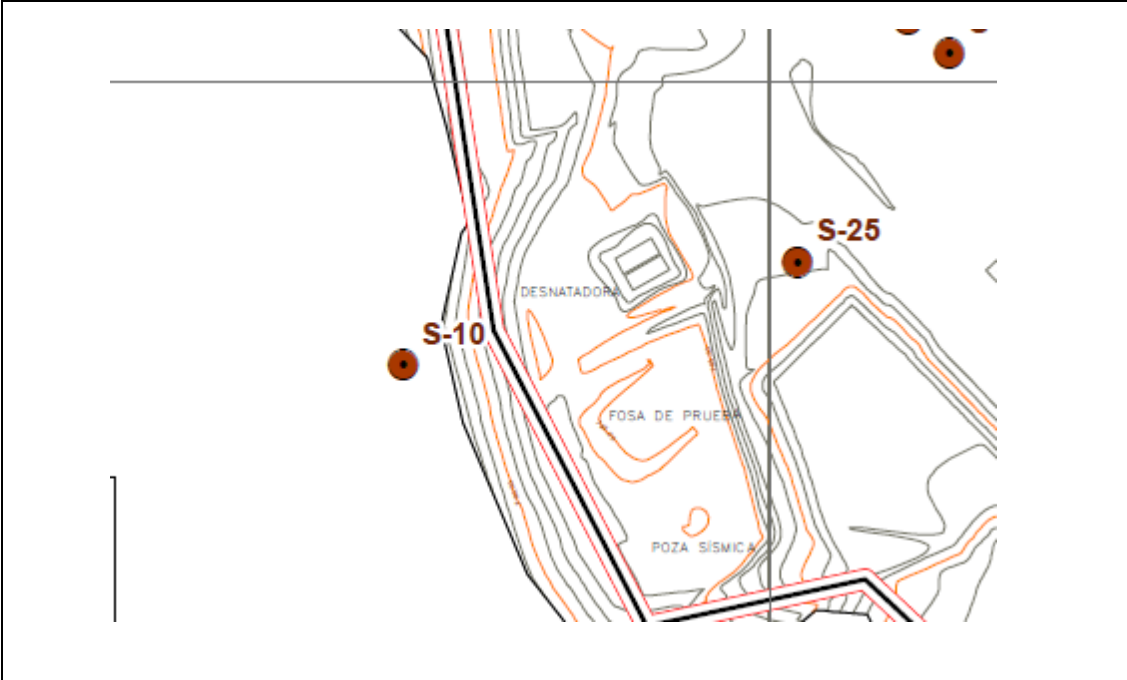 S-25
DESNATADORA
S-10
FOSA DE PRUEBA
POZA SÍSMICA